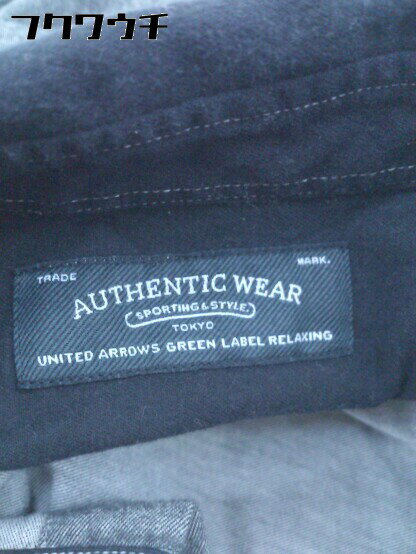 フクワウチ
TRADE MARK.
AUTHENTIC WEAR
SPORTING & STYLE
TOKYO
UNITED ARROWS GREEN LABEL RELAXING